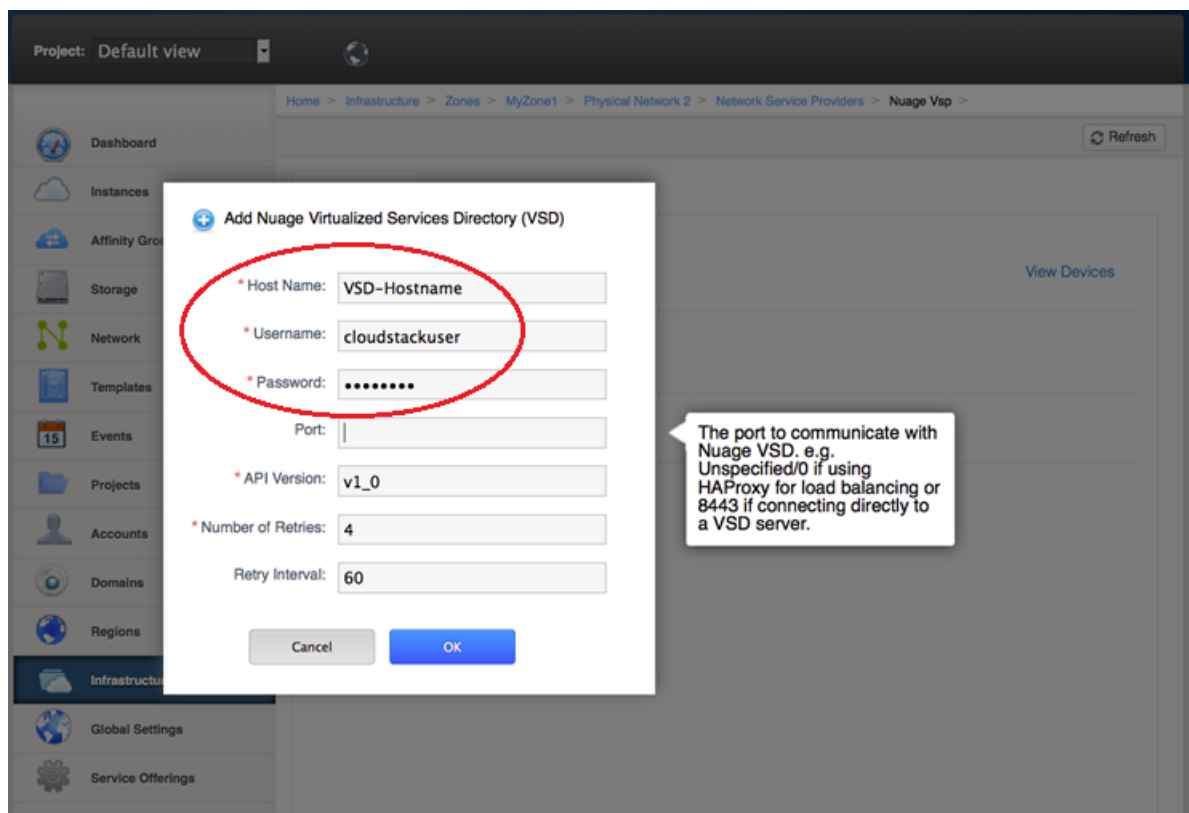 Project: Default view
Home > Infrastructure > Zones > MyZone1 > Physical Network 2 > Network Service Providers > Nuage Vsp >
Refresh
Dashboard
Instances
Affinity Gro
Storage
Network
Templates
15 Events
Projects
Accounts
Domains
Regions
Infrastructu
Global Settings
Service Offerings
View Devices
Add Nuage Virtualized Services Directory (VSD)
* Host Name: VSD-Hostname
* Username: cloudstackuser
* Password: ••••••••
Port:
* API Version: v1_0
* Number of Retries: 4
Retry Interval: 60
Cancel OK
The port to communicate with
Nuage VSD. e.g.
Unspecified/0 if using
HAProxy for load balancing or
8443 if connecting directly to
a VSD server.